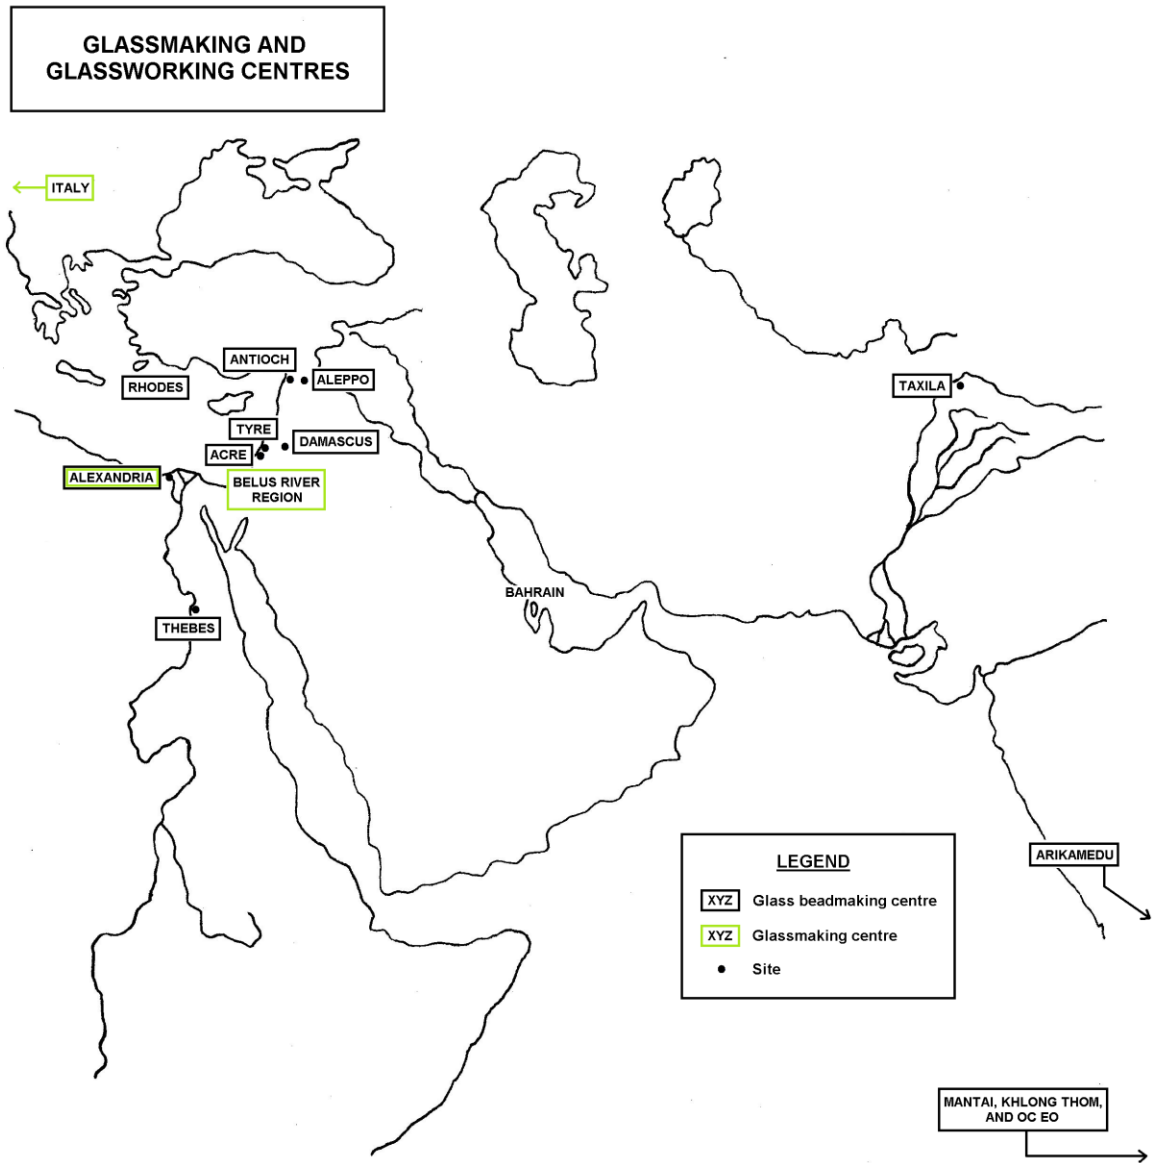 GLASSMAKING AND
GLASSWORKING CENTRES
ITALY
ANTIOCH
ALEPPO
RHODES
TAXILA
TYRE
DAMASCUS
ACRE
ALEXANDRIA
BELUS RIVER
REGION
BAHRAIN
THEBES
ARIKAMEDU
LEGEND
XYZ Glass beadmaking centre
XYZ Glassmaking centre
Site
MANTAI, KHLONG THOM,
AND OC EO